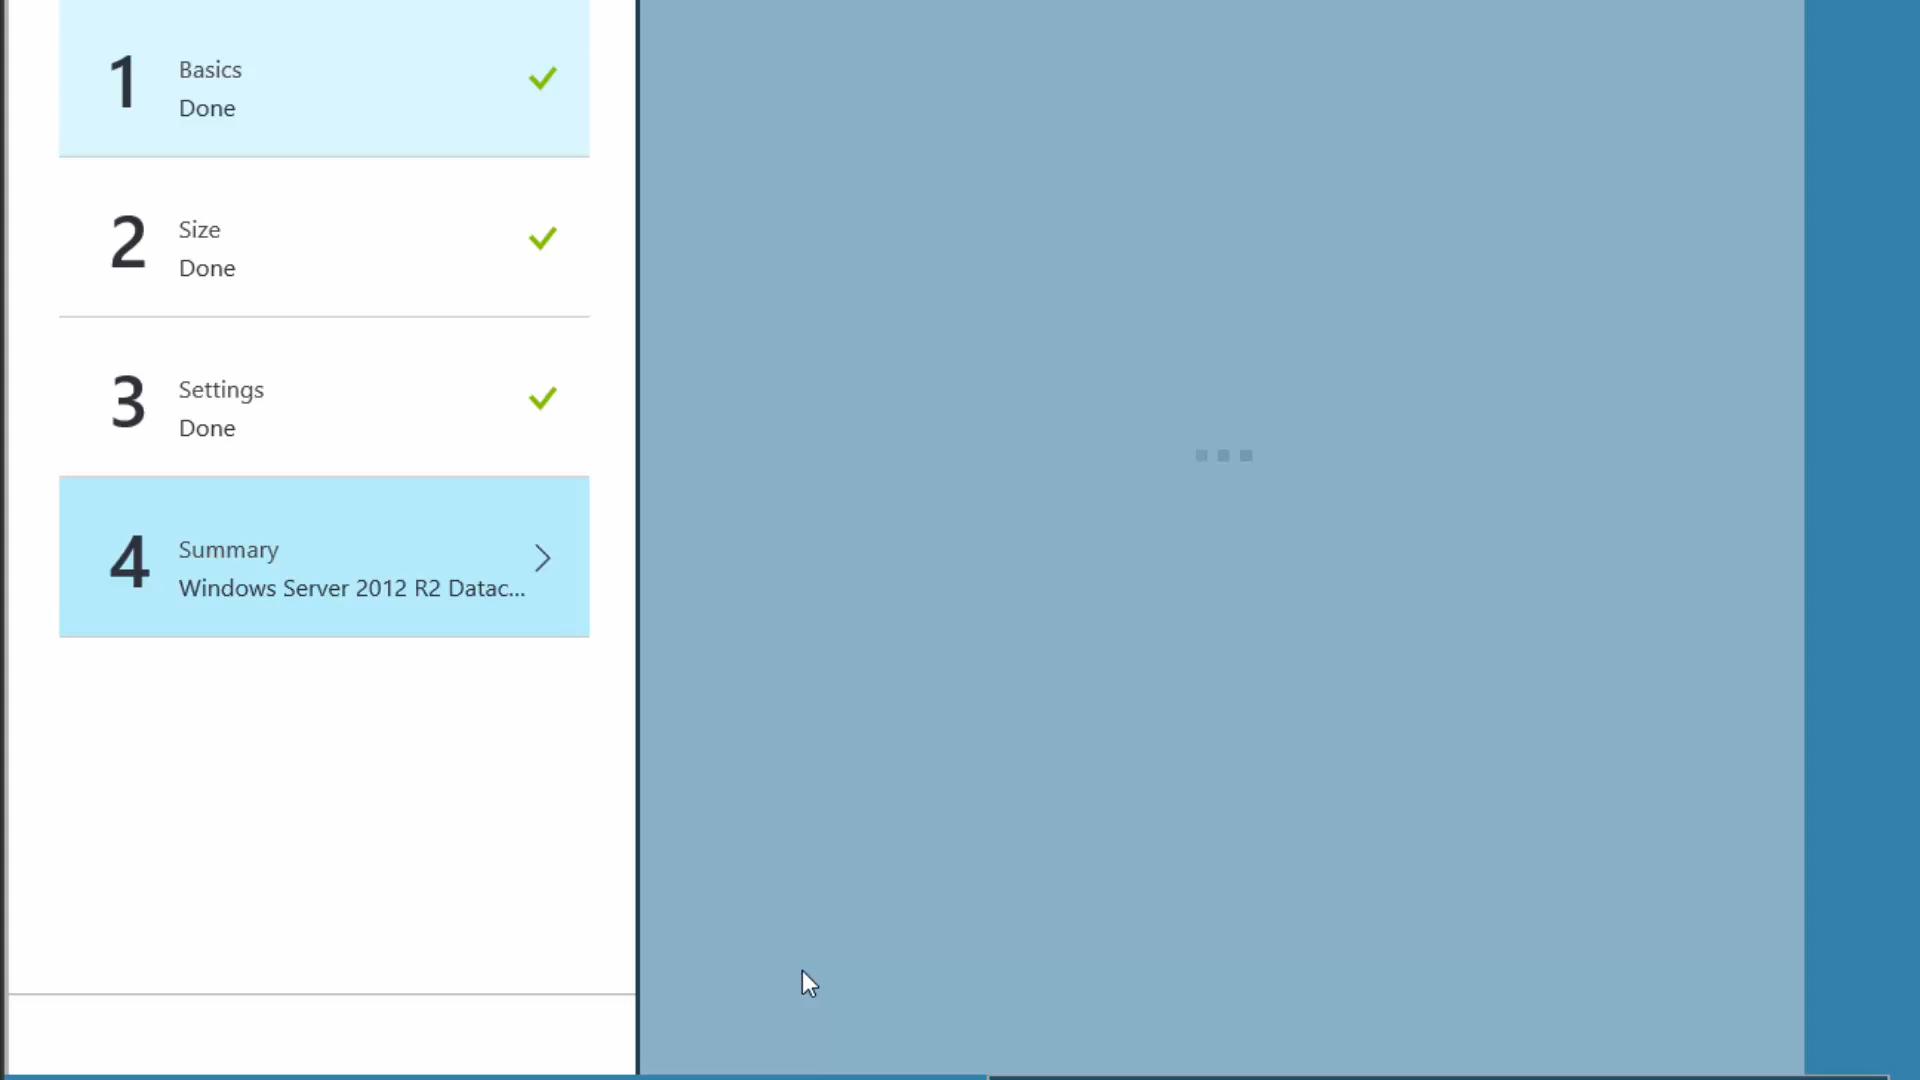 1
Basics
Done
2
Size
Done
3
Settings
Done
4
Summary
Windows Server 2012 R2 Datac...